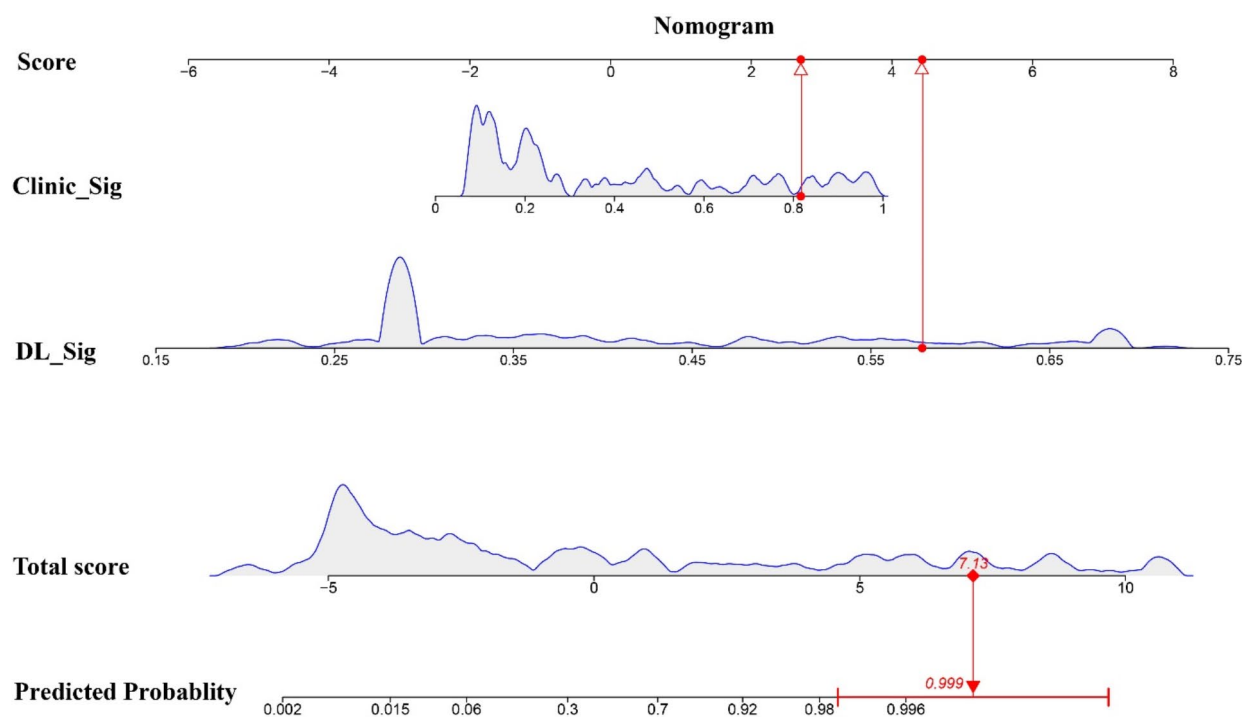 Nomogram
Score
−6 −4 −2 0 2 4 6 8
Clinic_Sig
0 0.2 0.4 0.6 0.8 1
DL_Sig
0.15 0.25 0.35 0.45 0.55 0.65 0.75
Total score
7.13
−5 0 5 10
Predicted Probablity
0.999
0.002 0.015 0.06 0.3 0.7 0.92 0.98 0.996